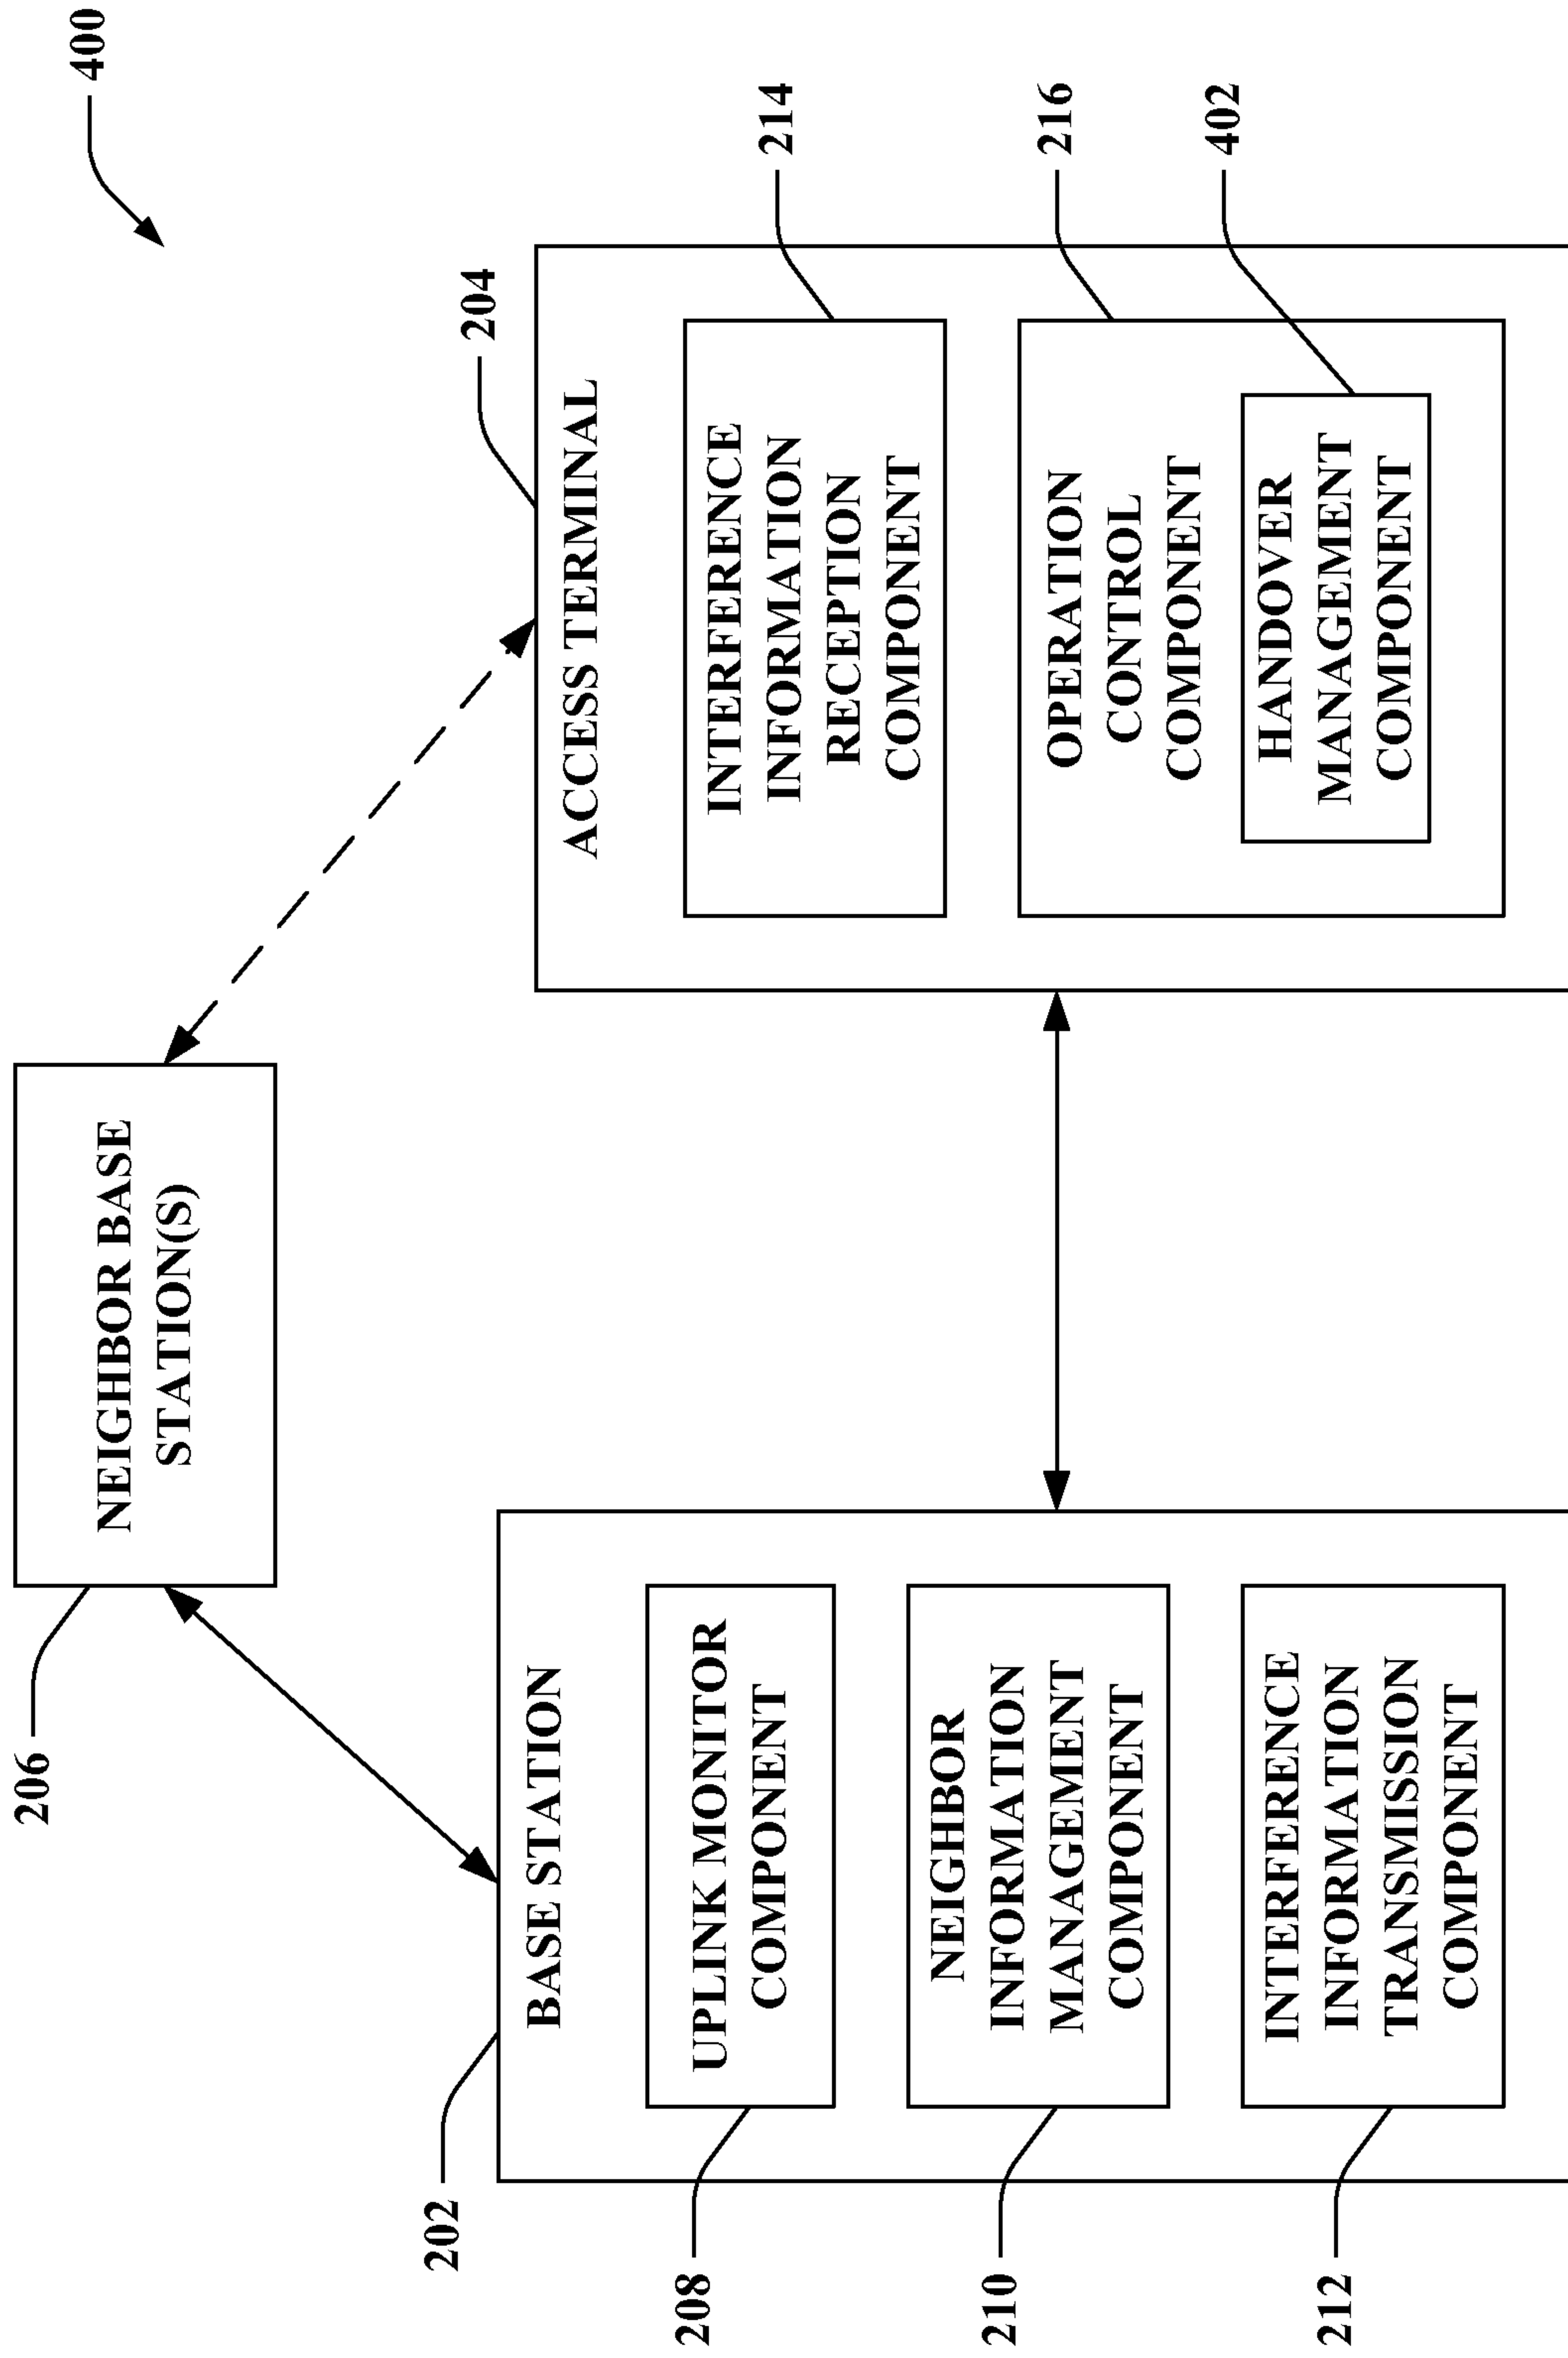 400
206
NEIGHBOR BASE
STATION(S)
202
BASE STATION
208
UPLINK MONITOR
COMPONENT
210
NEIGHBOR
INFORMATION
MANAGEMENT
COMPONENT
212
INTERFERENCE
INFORMATION
TRANSMISSION
COMPONENT
204
ACCESS TERMINAL
214
INTERFERENCE
INFORMATION
RECEPTION
COMPONENT
216
OPERATION
CONTROL
COMPONENT
402
HANDOVER
MANAGEMENT
COMPONENT